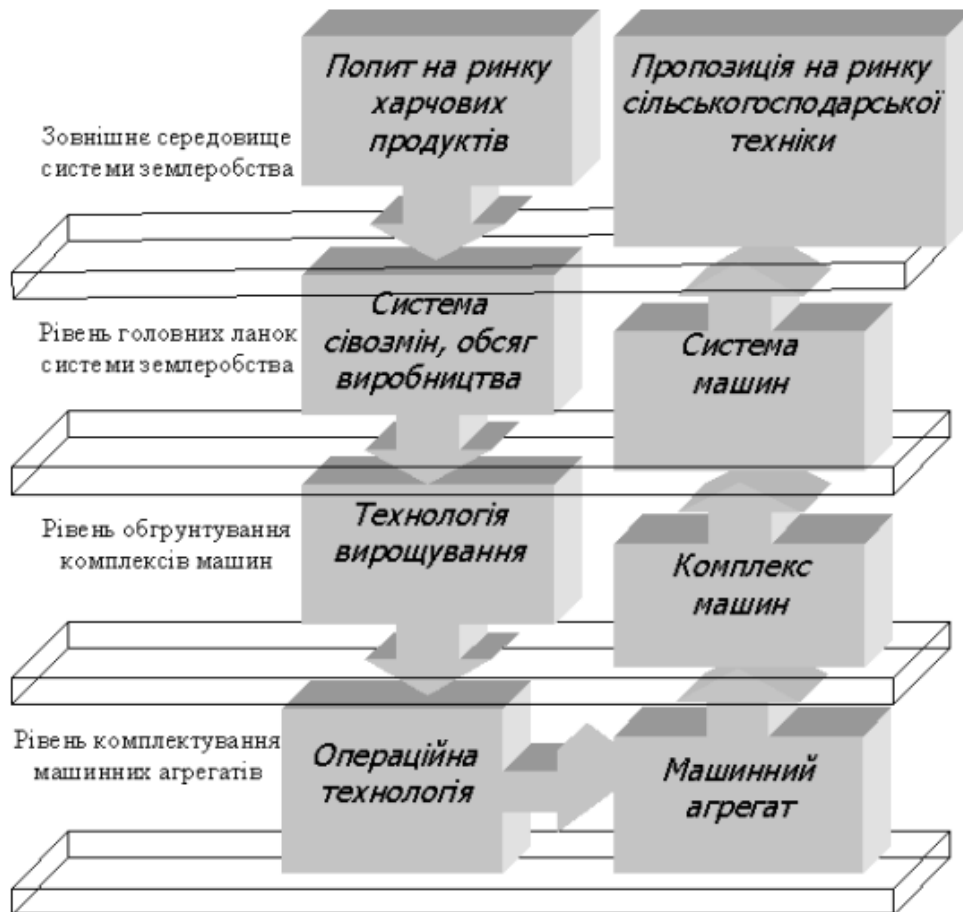 Попит на ринку
харчових
продуктів
Пропозиція на ринку
сільськогосподарської
техніки
Зовнішнє середовище
системи землеробства
Рівень головних ланок
системи землеробства
Система
сівозмін, обсяг
виробництва
Система
машин
Рівень обгрунтування
комплексів машин
Технологія
вирощування
Комплекс
машин
Рівень комплектування
машинних агрегатів
Операційна
технологія
Машинний
агрегат